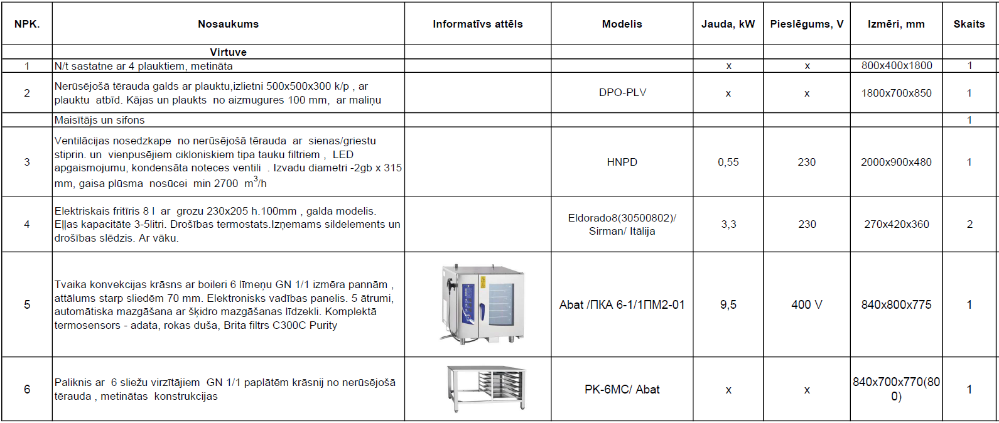 NPK. Nosaukums Informatīvs attēls Modelis Jauda, kW Pieslēgums, V Izmēri, mm Skaits
Virtuve
1 N/t sastatne ar 4 plauktiem, metināta x x 800x400x1800 1
Nerūsējošā tērauda galds ar plauktu,izlietni 500x500x300 k/p , ar
2 DPO-PLV x x 1800x700x850 1
plauktu atbīd. Kājas un plaukts no aizmugures 100 mm, ar maliņu
Maisītājs un sifons 1
Ventilācijas nosedzkape no nerūsējošā tērauda ar sienas/griestu
stiprin. un vienpusējiem cikloniskiem tipa tauku filtriem , LED
3 HNPD 0,55 230 2000x900x480 1
apgaismojumu, kondensāta noteces ventili . Izvadu diametri -2gb x 315
mm, gaisa plūsma nosūcei min 2700 m³/h
Elektriskais fritīris 8 l ar grozu 230x205 h.100mm , galda modelis.
Eļļas kapacitāte 3-5litri. Drošības termostats.Izņemams sildelements un
drošības slēdzis. Ar vāku.
4 Eldorado8(30500802)/ 3,3 230 270x420x360 2
Sirman/ Itālija
Tvaika konvekcijas krāsns ar boileri 6 līmeņu GN 1/1 izmēra pannām ,
attālums starp sliedēm 70 mm. Elektronisks vadības panelis. 5 ātrumi,
5 Abat /ПКА 6-1/1ПМ2-01 9,5 400 V 840x800x775 1
automātiska mazgāšana ar šķidro mazgāšanas līdzekli. Komplektā
termosensors - adata, rokas duša, Brita filtrs C300C Purity
Paliknis ar 6 sliežu virzītājiem GN 1/1 paplātēm krāsnij no nerūsējošā
tērauda , metinātas konstrukcijas
6 PK-6MC/ Abat x x 840x700x770(80 1
0)